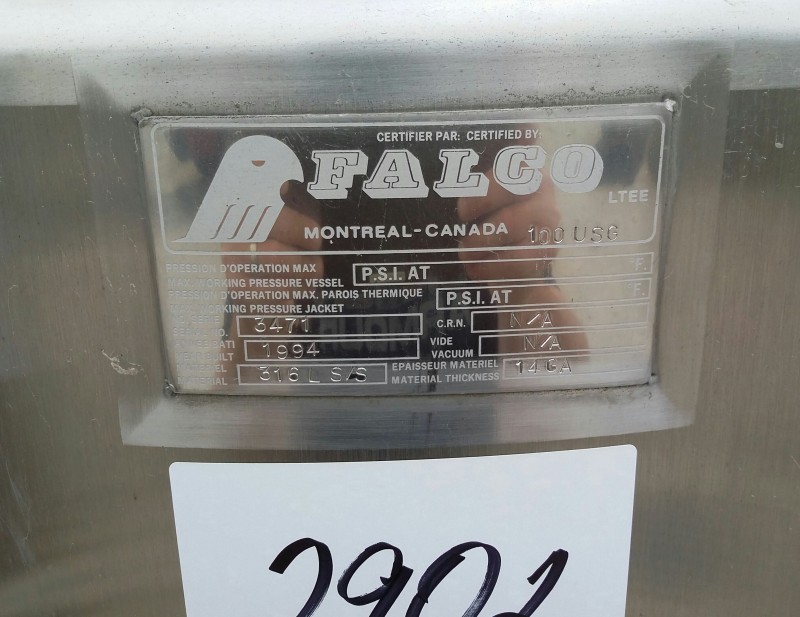 CERTIFIER PAR: CERTIFIED BY:
FALCO
LTEE
MONTREAL-CANADA 100 USG
PRESSION D'OPERATION MAX
MAX. WORKING PRESSURE VESSEL P.S.I. AT F.
PRESSION D'OPERATION MAX. PAROIS THERMIQUE
WORKING PRESSURE JACKET P.S.I. AT F.
NO. 3471 C.R.N. N/A
1994 VIDE
VACUUM N/A
316 L S/S EPAISSEUR MATERIEL
MATERIAL THICKNESS 14 GA
2901